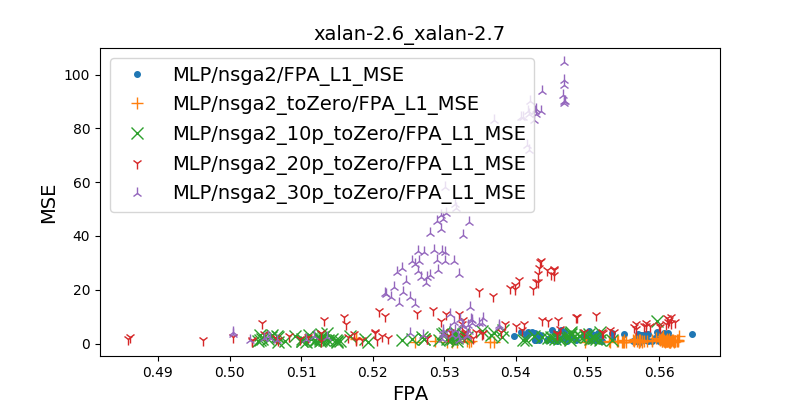 xalan-2.6_xalan-2.7
MLP/nsga2/FPA_L1_MSE
MLP/nsga2_toZero/FPA_L1_MSE
MLP/nsga2_10p_toZero/FPA_L1_MSE
MLP/nsga2_20p_toZero/FPA_L1_MSE
MLP/nsga2_30p_toZero/FPA_L1_MSE
100
80
60
40
20
0
MSE
0.49 0.50 0.51 0.52 0.53 0.54 0.55 0.56
FPA